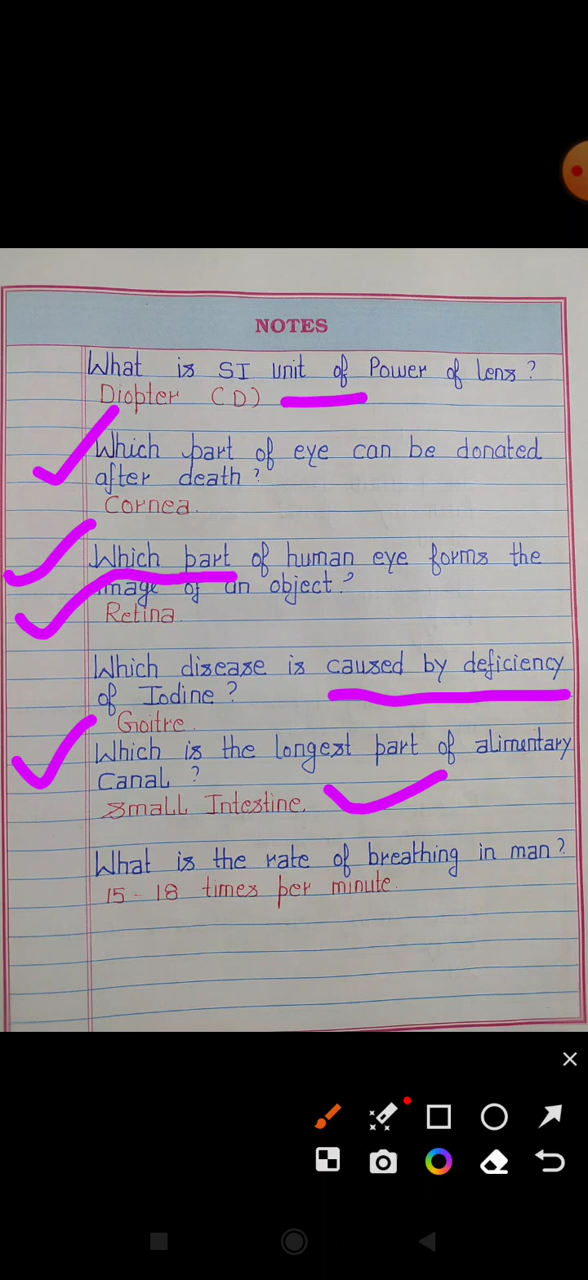 NOTES
What is SI unit of Power of lens?
Diopter (D)
Which part of eye can be donated
after death?
Cornea.
Which part of human eye forms the
image of an object?
Retina.
Which disease is caused by deficiency
of Iodine?
Goitre.
Which is the longest part of alimentary
Canal?
Small Intestine.
What is the rate of breathing in man?
15 - 18 times per minute.